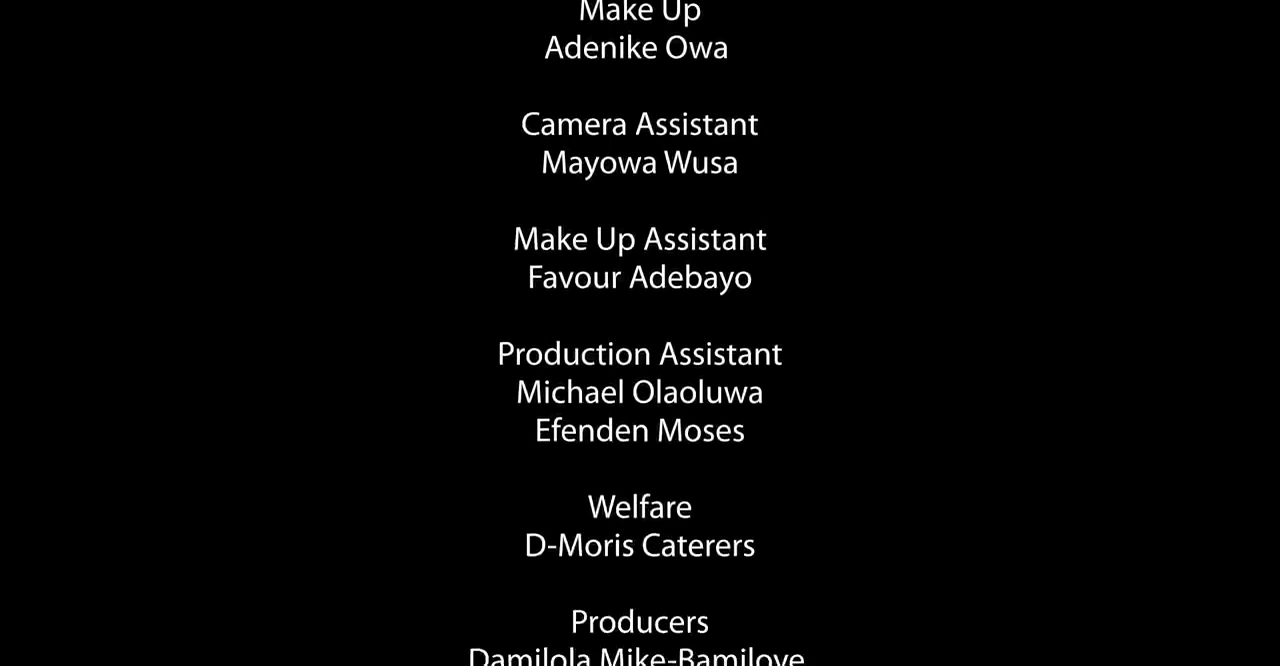 Make Up
Adenike Owa
Camera Assistant
Mayowa Wusa
Make Up Assistant
Favour Adebayo
Production Assistant
Michael Olaoluwa
Efenden Moses
Welfare
D-Moris Caterers
Producers
Damilola Mike-Bamiloye